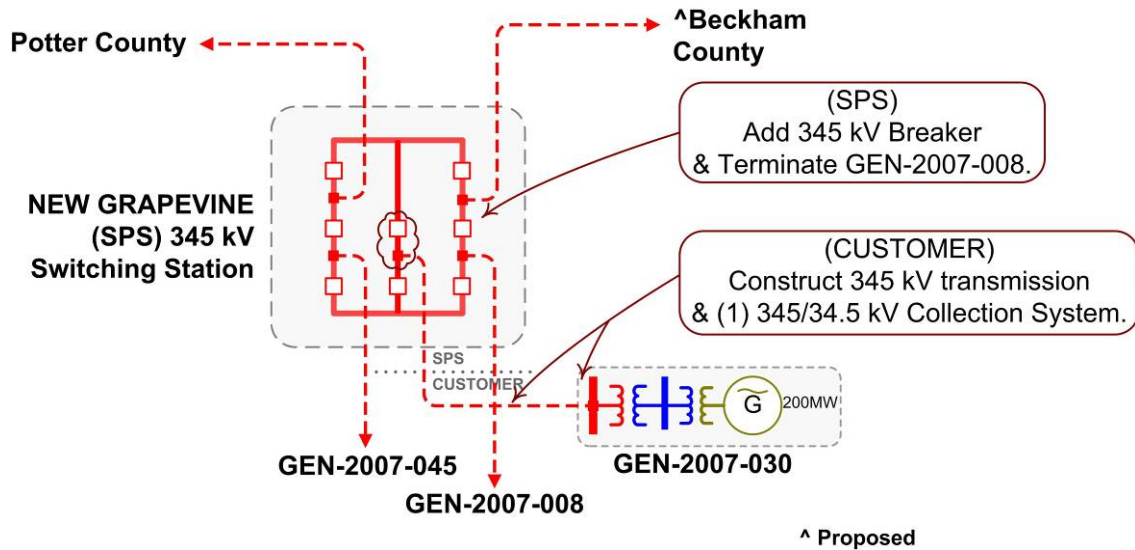 Potter County
^Beckham
County
(SPS)
Add 345 kV Breaker
& Terminate GEN-2007-008.
NEW GRAPEVINE
(SPS) 345 kV
Switching Station
(CUSTOMER)
Construct 345 kV transmission
& (1) 345/34.5 kV Collection System.
SPS
CUSTOMER
G
200MW
GEN-2007-045
GEN-2007-030
GEN-2007-008
^ Proposed